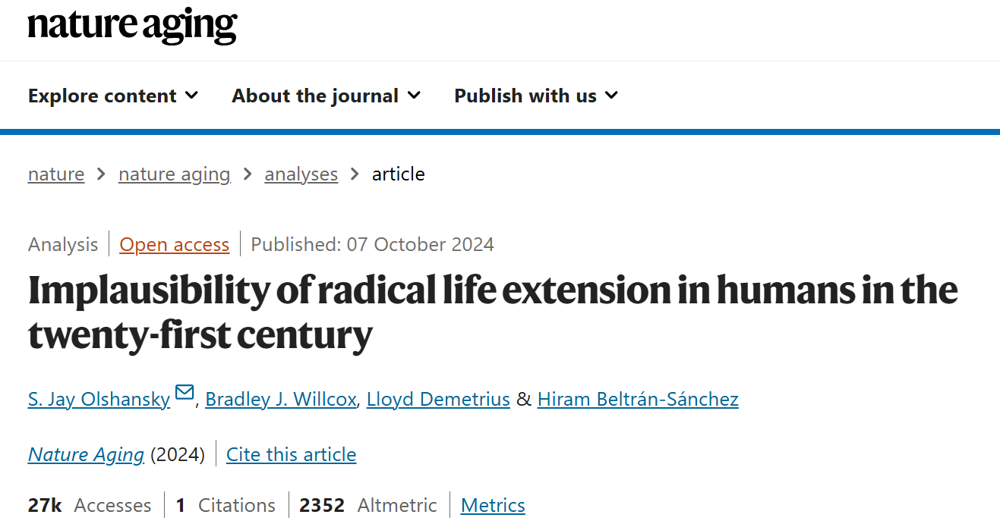 nature aging
Explore content About the journal Publish with us
nature > nature aging > analyses > article
Analysis | Open access | Published: 07 October 2024
Implausibility of radical life extension in humans in the
twenty-first century
S. Jay Olshansky, Bradley J. Willcox, Lloyd Demetrius & Hiram Beltrán-Sánchez
Nature Aging (2024) | Cite this article
27k Accesses | 1 Citations | 2352 Altmetric | Metrics